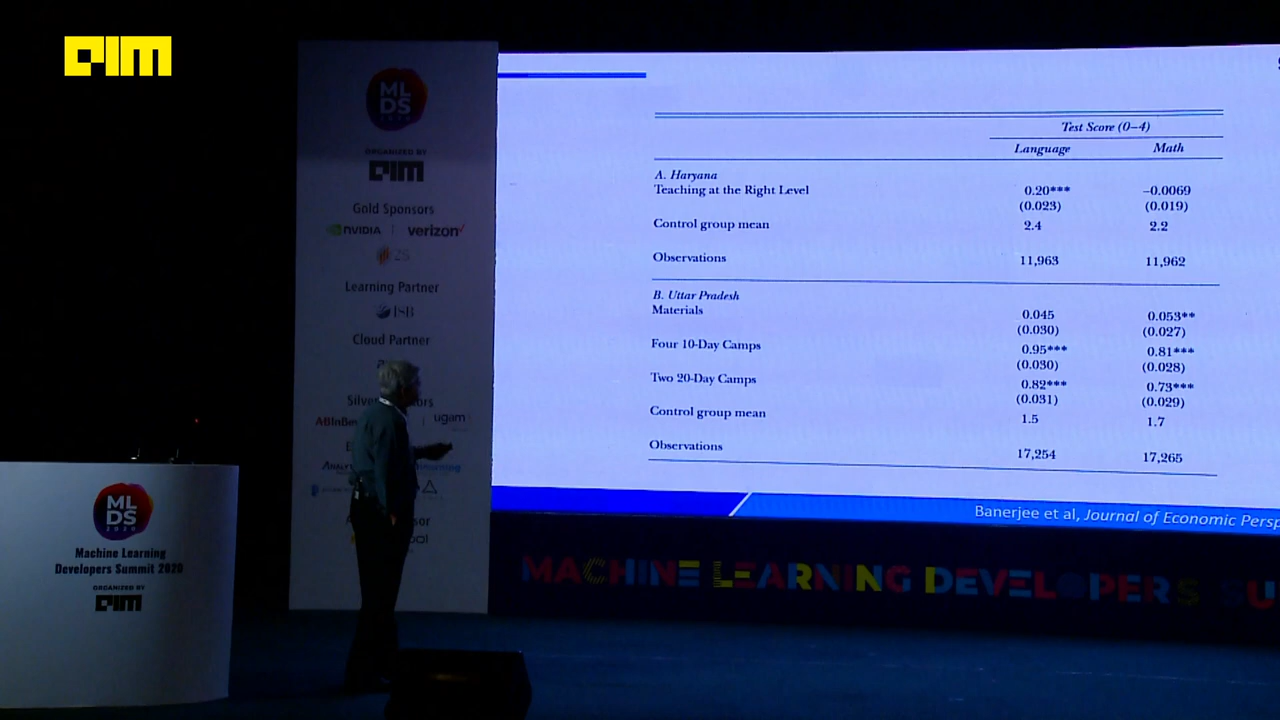 AIM
ML
DS
ORGANIZED BY
AIM
Gold Sponsors
NVIDIA
verizon✓
Learning Partner
ISB
Cloud Partner
ugam
ML
DS
2020
Machine Learning
Developers Summit 2020
ORGANIZED BY
AIM
Test Score (0–4)
Language Math
A. Haryana
Teaching at the Right Level 0.20*** −0.0069
(0.023) (0.019)
Control group mean 2.4 2.2
Observations 11,963 11,962
B. Uttar Pradesh
Materials 0.045 0.053**
(0.030) (0.027)
Four 10-Day Camps 0.95*** 0.81***
(0.030) (0.028)
Two 20-Day Camps 0.82*** 0.73***
(0.031) (0.029)
Control group mean 1.5 1.7
Observations 17,254 17,265
Banerjee et al, Journal of Economic Persp
MACHINE LEARNING DEVELOPERS SU